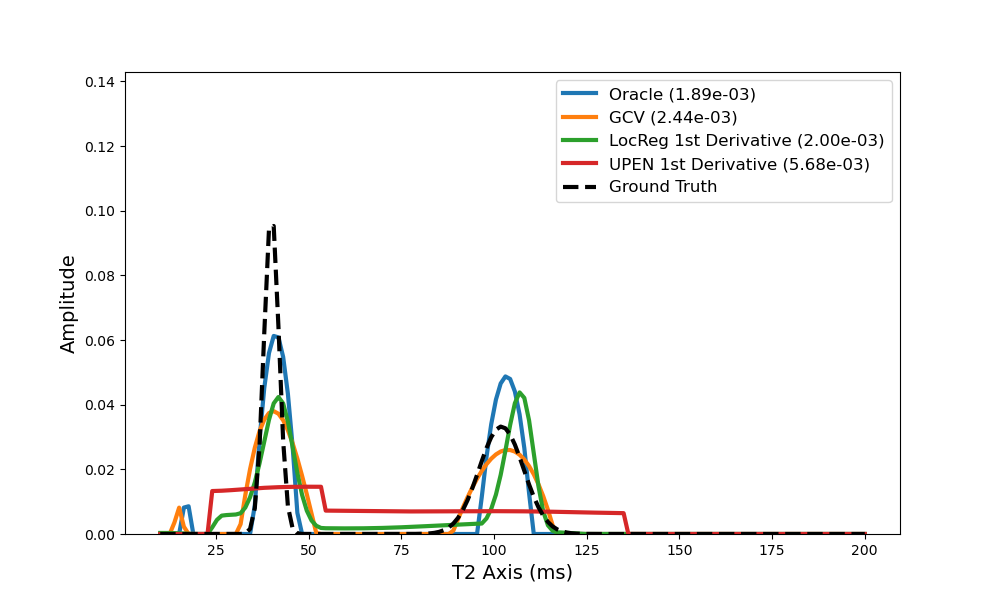 0.14
0.12
0.10
0.08
0.06
0.04
0.02
0.00
Amplitude
Oracle (1.89e-03)
GCV (2.44e-03)
LocReg 1st Derivative (2.00e-03)
UPEN 1st Derivative (5.68e-03)
Ground Truth
25 50 75 100 125 150 175 200
T2 Axis (ms)